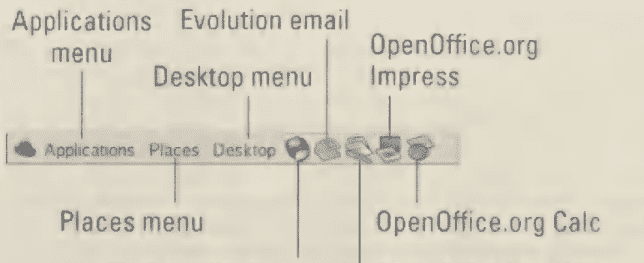 Applications
menu
Evolution email
Desktop menu
OpenOffice.org
Impress
Applications Places Desktop
Places menu
OpenOffice.org Calc